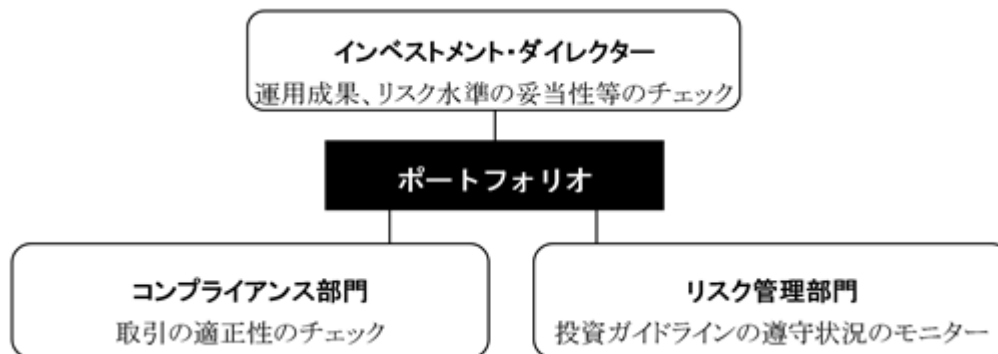 インベストメント・ダイレクター
運用成果、リスク水準の妥当性等のチェック
ポートフォリオ
コンプライアンス部門
取引の適正性のチェック
リスク管理部門
投資ガイドラインの遵守状況のモニター